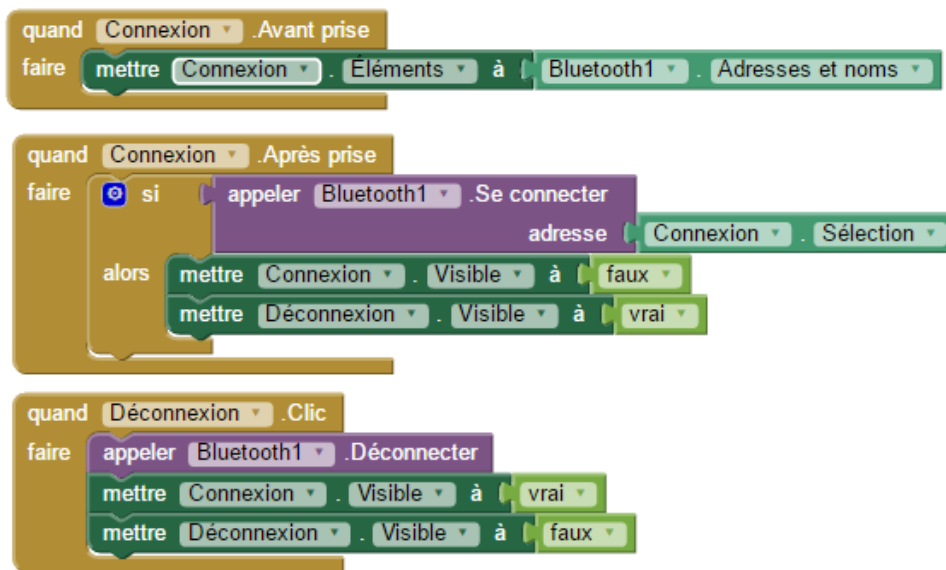 quand Connexion .Avant prise
faire mettre Connexion . Éléments à Bluetooth1 . Adresses et noms
quand Connexion .Après prise
faire si appeler Bluetooth1 .Se connecter
adresse Connexion . Sélection
alors mettre Connexion . Visible à faux
mettre Déconnexion . Visible à vrai
quand Déconnexion .Clic
faire appeler Bluetooth1 .Déconnecter
mettre Connexion . Visible à vrai
mettre Déconnexion . Visible à faux